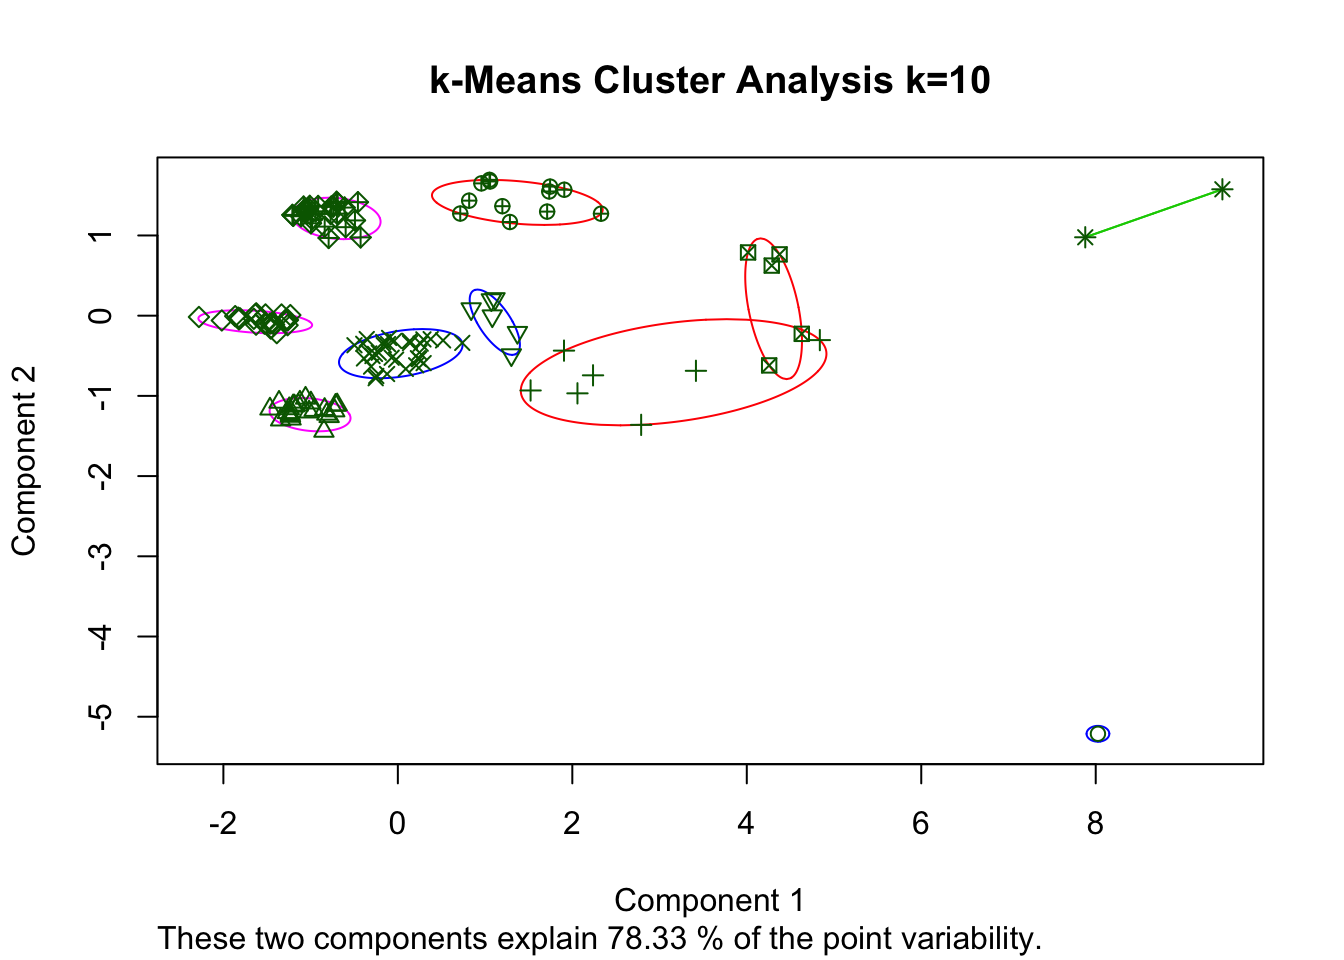 k-Means Cluster Analysis k=10
Component 2
1
0
-1
-2
-3
-4
-5
-2 0 2 4 6 8
Component 1
These two components explain 78.33 % of the point variability.